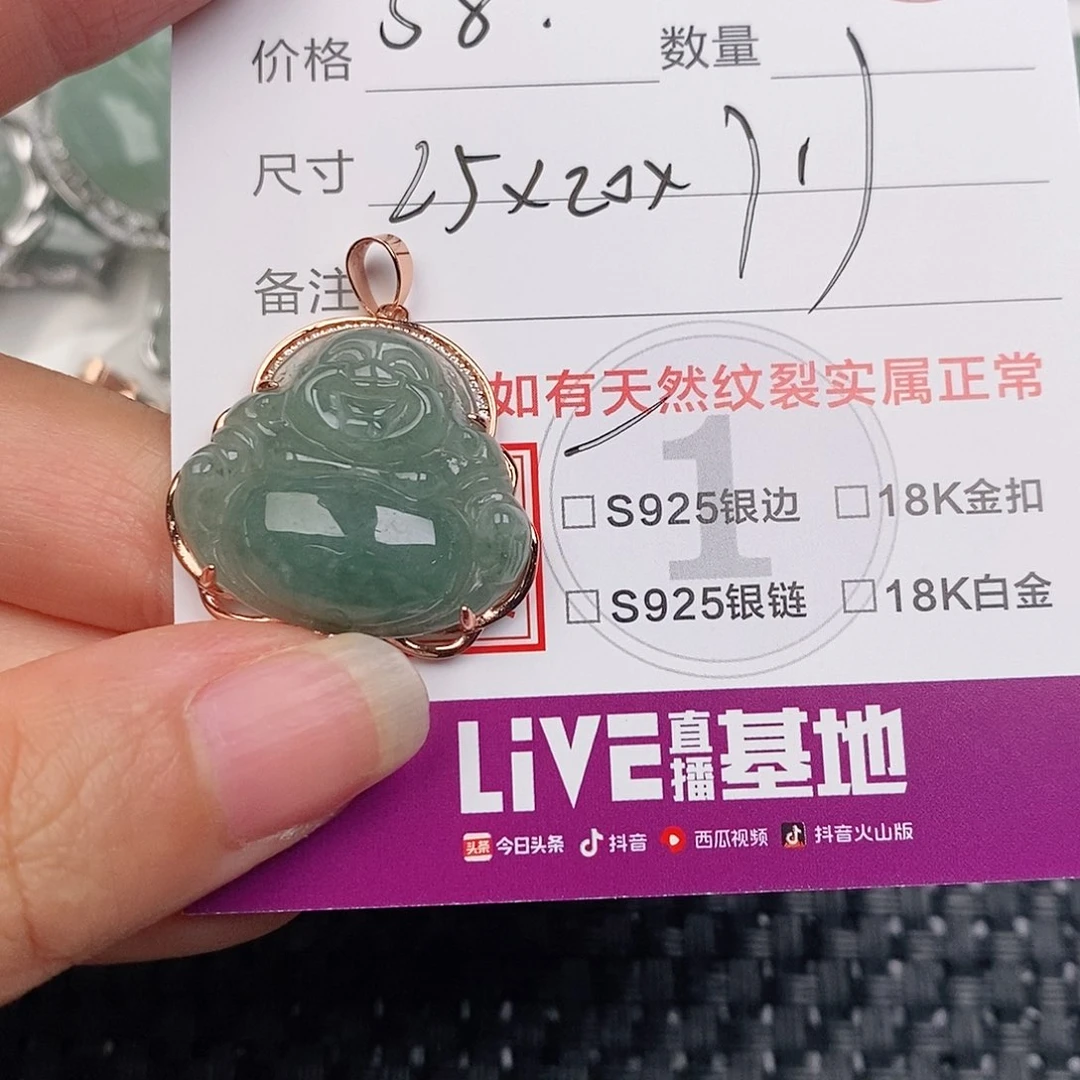 价格 58.
数量
尺寸 25x20x
备注
如有天然纹裂实属正常
1
□S925银边 □18K金扣
□S925银链 □18K白金
LiVE直播基地
头条 今日头条 抖音 西瓜视频 抖音火山版